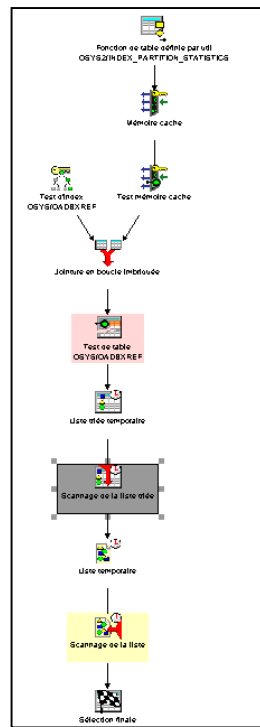 Fonction de table définie par util
QSYS2/INDEX_PARTITION_STATISTICS
Mémoire cache
Test d'index
QSYS/QADBXREF
Test mémoire cache
Jointure en boucle imbriquée
Test de table
QSYS/QADBXREF
Liste triée temporaire
Scannage de la liste triée
Liste temporaire
Scannage de la liste
Sélection finale